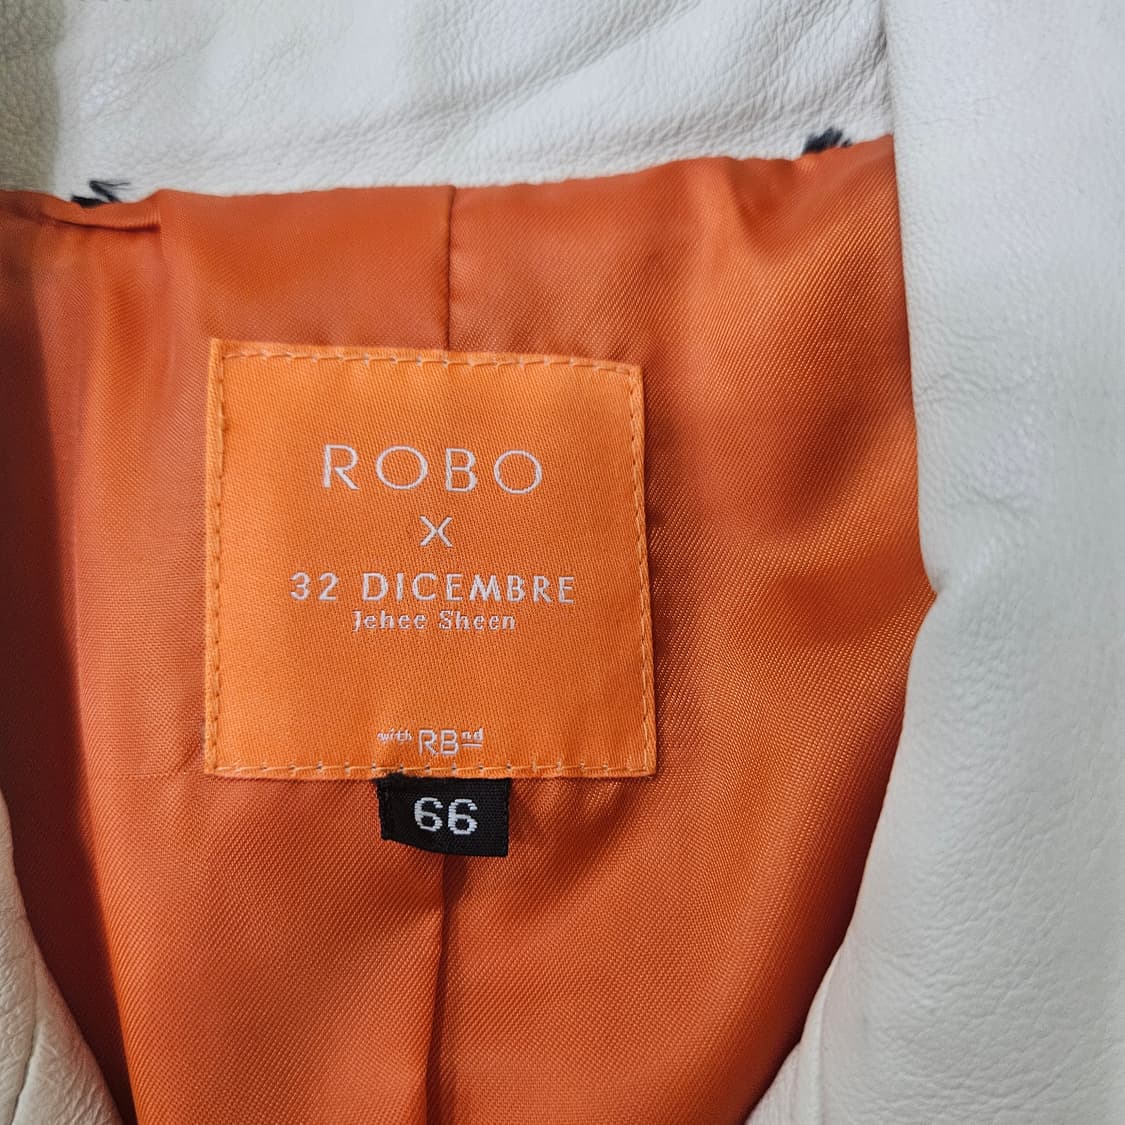 ROBO
X
32 DICEMBRE
Jehee Sheen
with RBnd
66